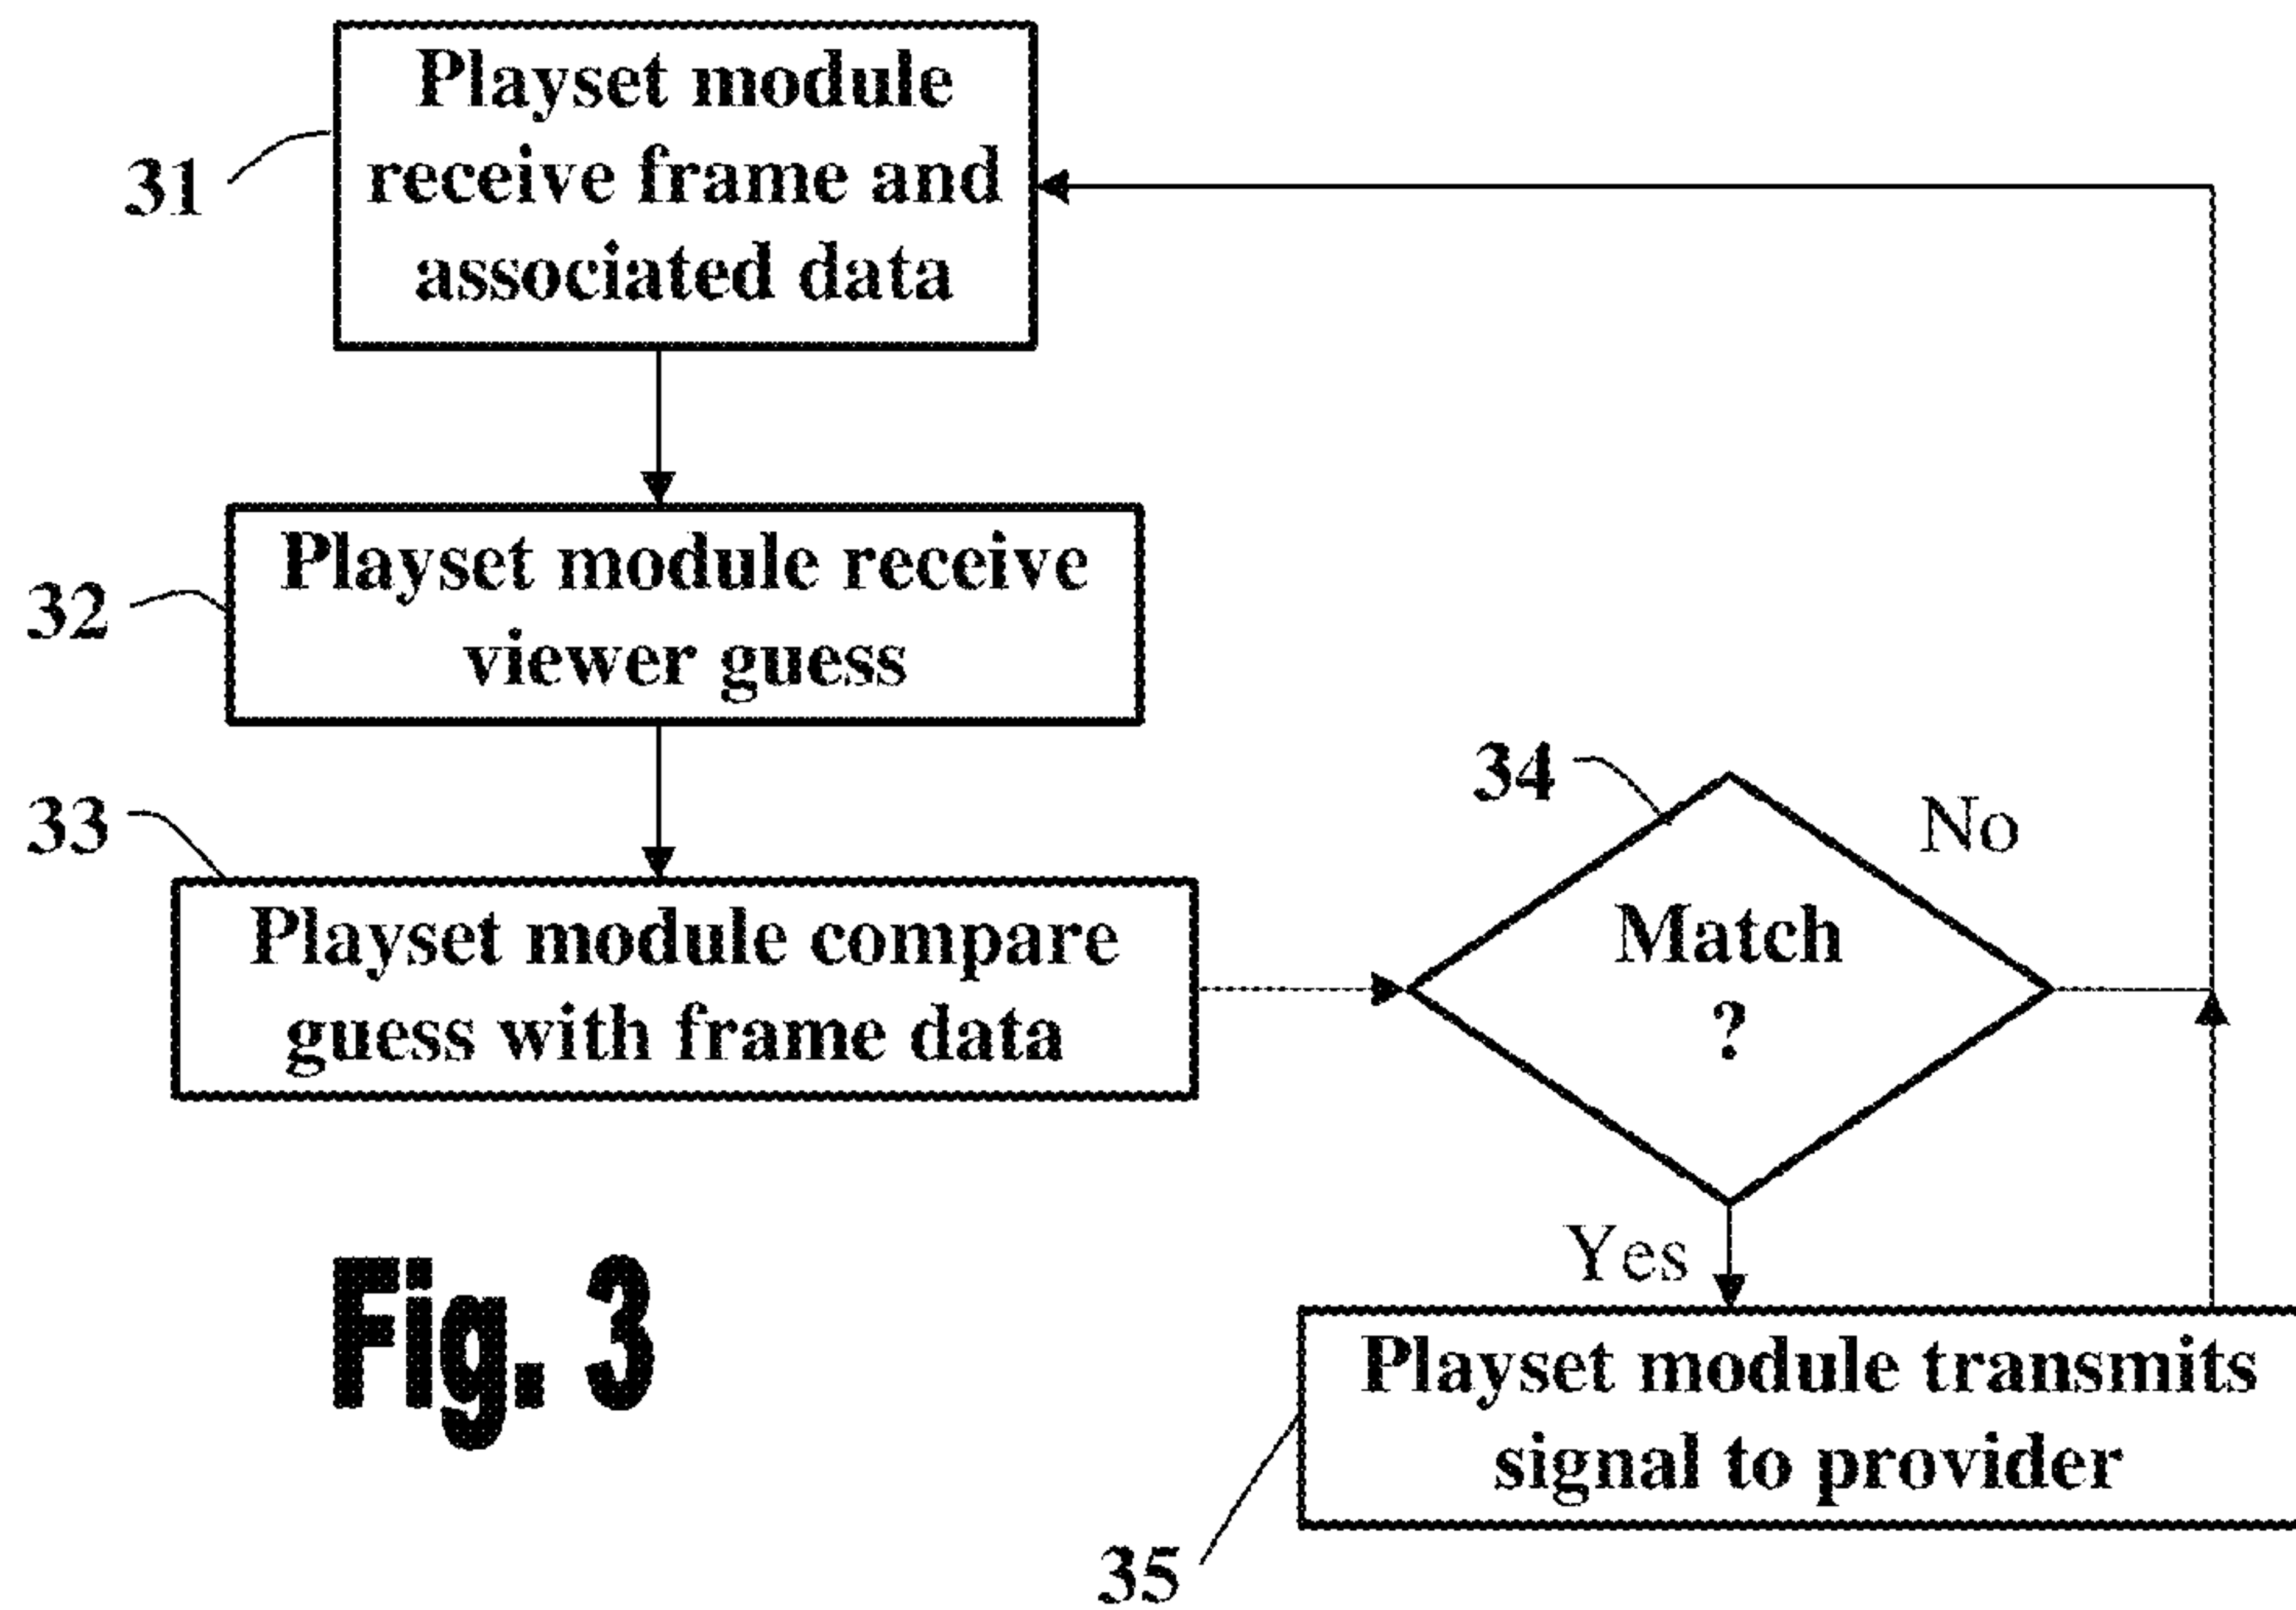 Playset module
receive frame and
associated data
31
Playset module receive
viewer guess
32
33
Playset module compare
guess with frame data
34
Match
?
No
Yes
Playset module transmits
signal to provider
35
Fig. 3